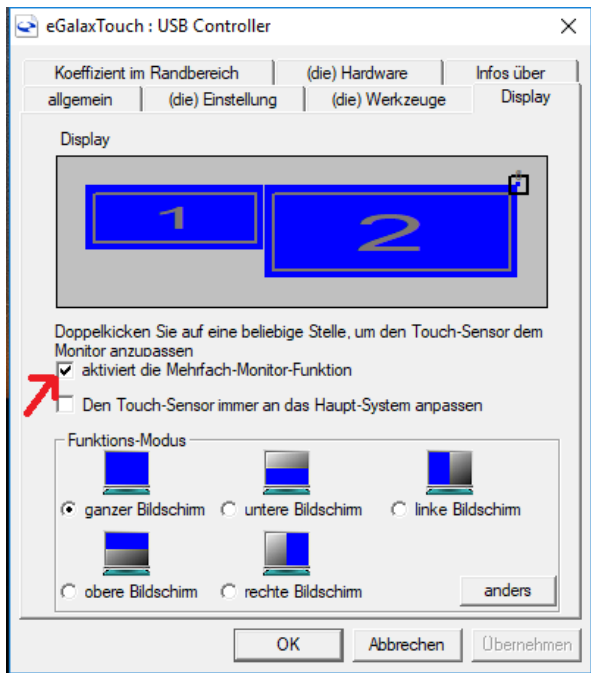 eGalaxTouch : USB Controller
Koeffizient im Randbereich
(die) Hardware
Infos über
allgemein
(die) Einstellung
(die) Werkzeuge
Display
Display
1
2
Doppelkicken Sie auf eine beliebige Stelle, um den Touch-Sensor dem
Monitor anzupassen
aktiviert die Mehrfach-Monitor-Funktion
Den Touch-Sensor immer an das Haupt-System anpassen
Funktions-Modus
ganzer Bildschirm
untere Bildschirm
linke Bildschirm
obere Bildschirm
rechte Bildschirm
anders
OK
Abbrechen
Übernehmen